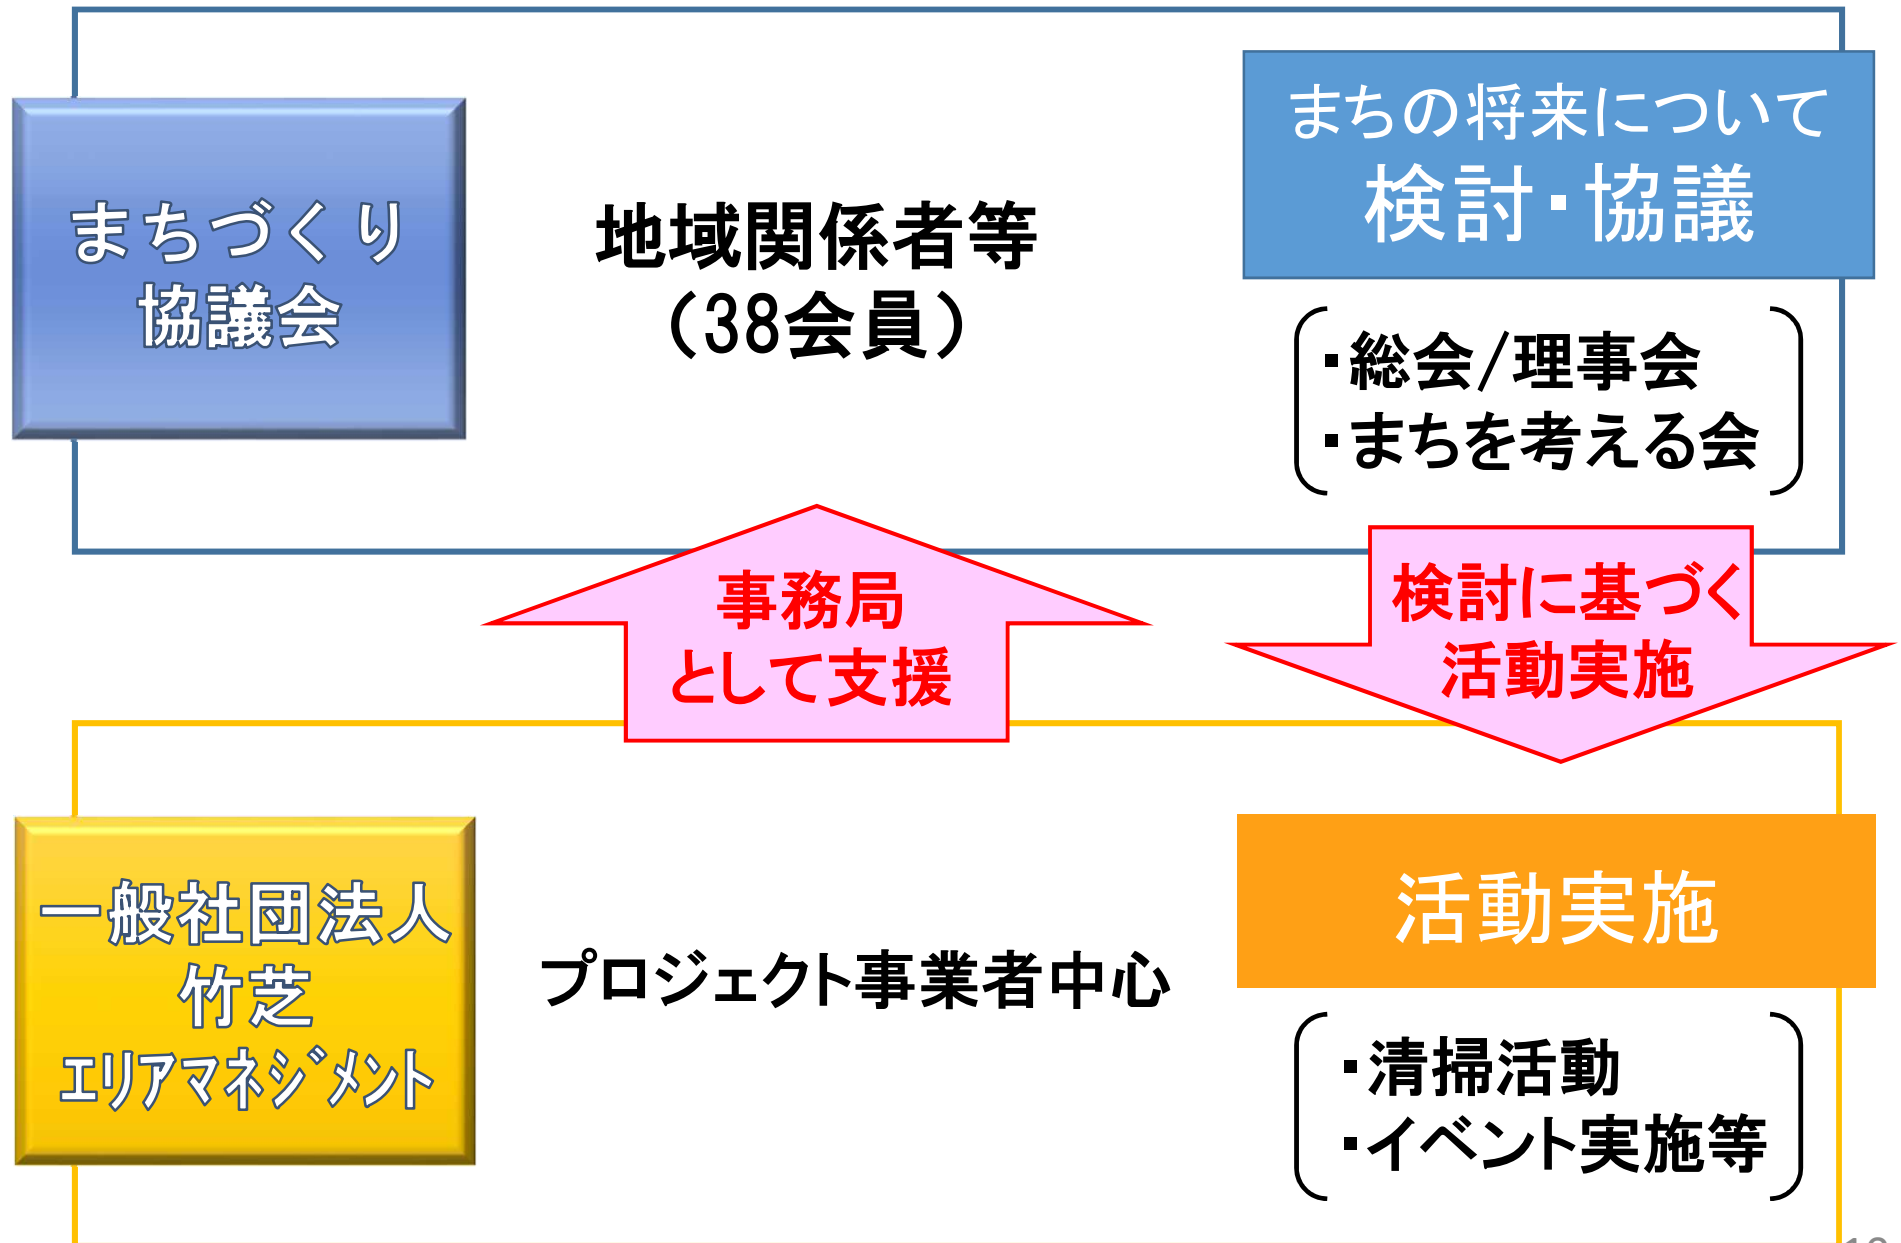 まちづくり
協議会
地域関係者等
（38会員）
まちの将来について
検討・協議
・総会/理事会
・まちを考える会
事務局
として支援
検討に基づく
活動実施
一般社団法人
竹芝
ｴﾘｱﾏﾈｼﾞﾒﾝﾄ
プロジェクト事業者中心
活動実施
・清掃活動
・イベント実施等